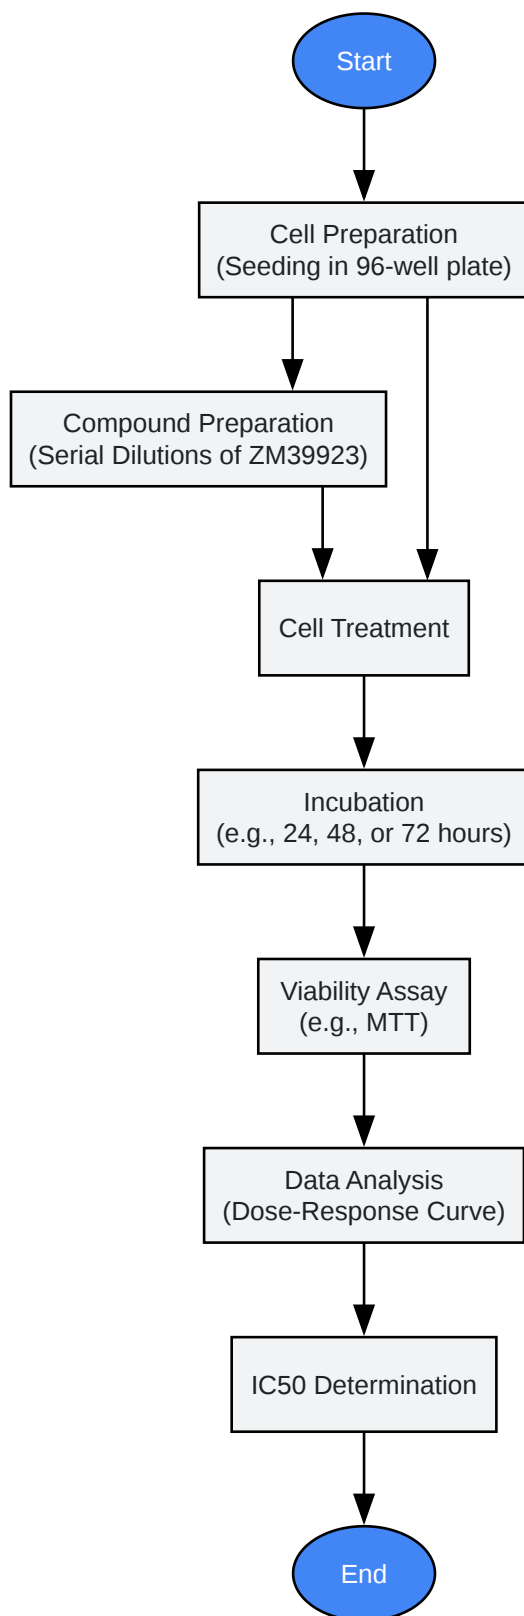 Start
Cell Preparation
(Seeding in 96-well plate)
Compound Preparation
(Serial Dilutions of ZM39923)
Cell Treatment
Incubation
(e.g., 24, 48, or 72 hours)
Viability Assay
(e.g., MTT)
Data Analysis
(Dose-Response Curve)
IC50 Determination
End